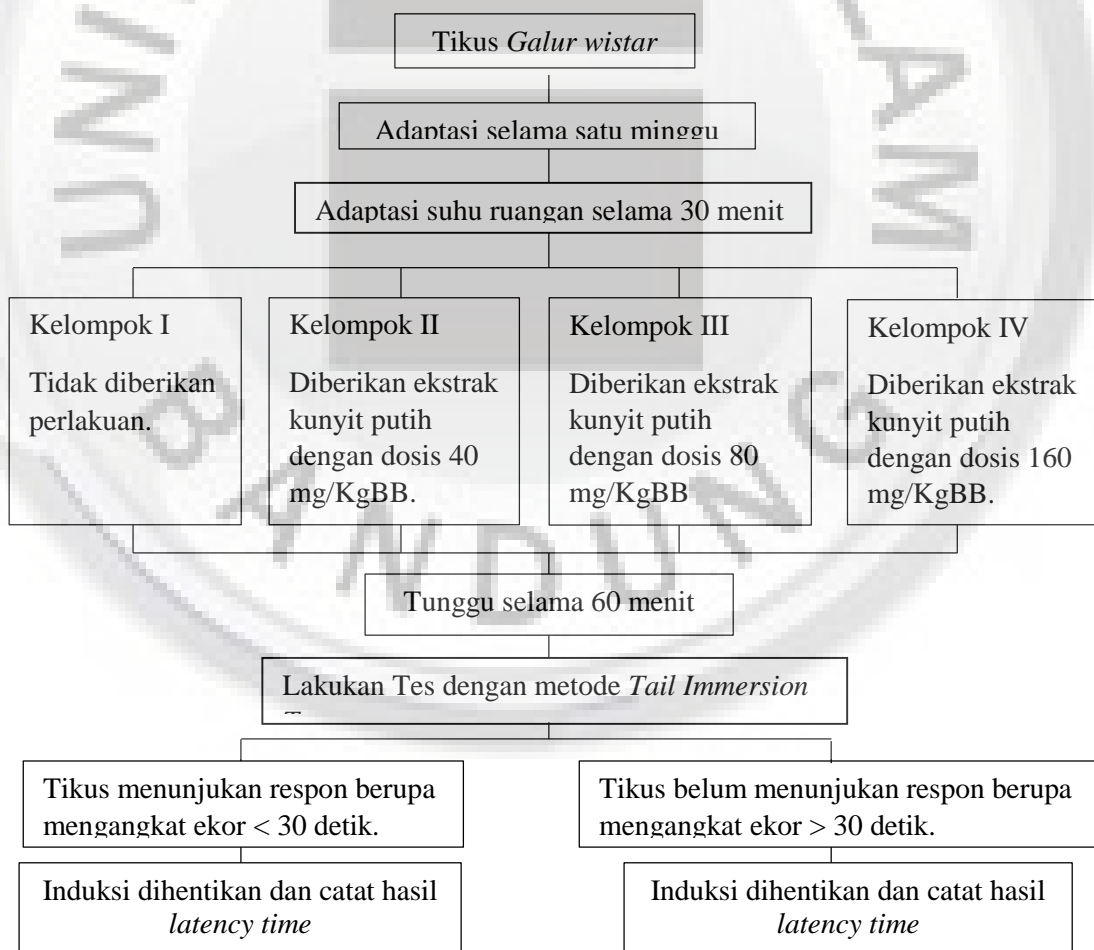 Tikus Galur wistar
Adaptasi selama satu minggu
Adaptasi suhu ruangan selama 30 menit
Kelompok I
Tidak diberikan
perlakuan.
Kelompok II
Diberikan ekstrak
kunyit putih
dengan dosis 40
mg/KgBB.
Kelompok III
Diberikan ekstrak
kunyit putih
dengan dosis 80
mg/KgBB
Kelompok IV
Diberikan ekstrak
kunyit putih
dengan dosis 160
mg/KgBB.
Tunggu selama 60 menit
Lakukan Tes dengan metode Tail Immersion
Tikus menunjukan respon berupa
mengangkat ekor < 30 detik.
Tikus belum menunjukan respon berupa
mengangkat ekor > 30 detik.
Induksi dihentikan dan catat hasil
latency time
Induksi dihentikan dan catat hasil
latency time
UNI
LAM
BANDUNG